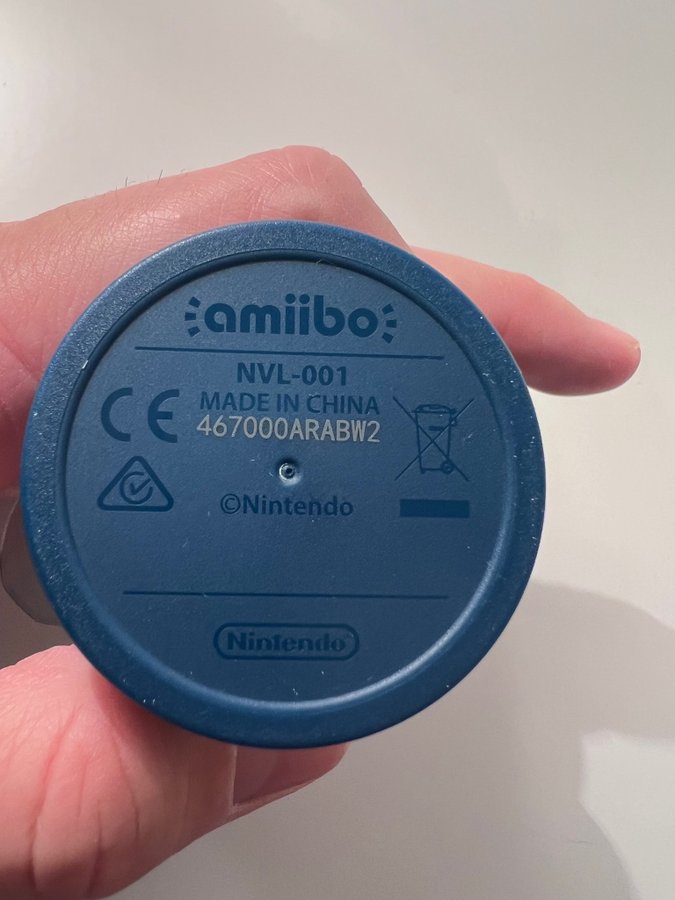 amiibo
NVL-001
MADE IN CHINA
CE
467000ARABW2
©Nintendo
Nintendo